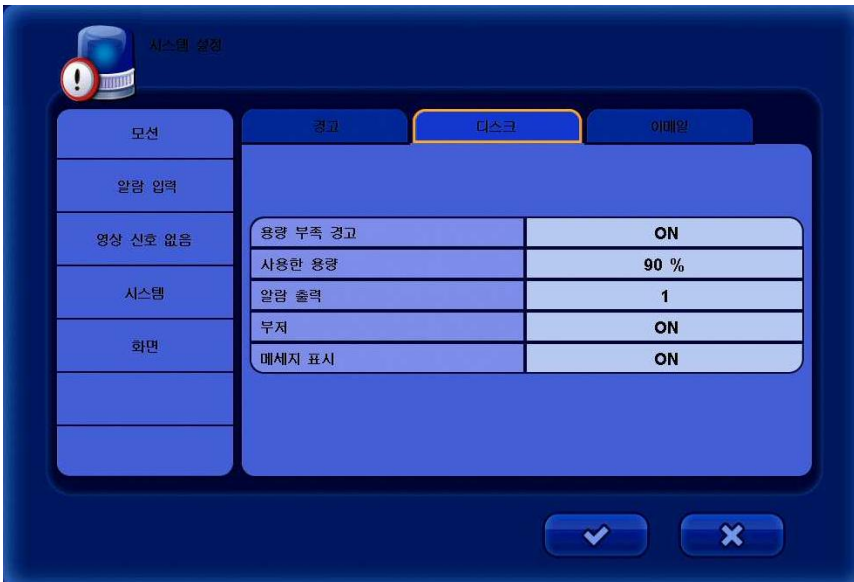 시스템 설정
모션
알람 입력
영상 신호 없음
시스템
화면
경고 디스크 이메일
용량 부족 경고 ON
사용한 용량 90 %
알람 출력 1
부저 ON
메세지 표시 ON